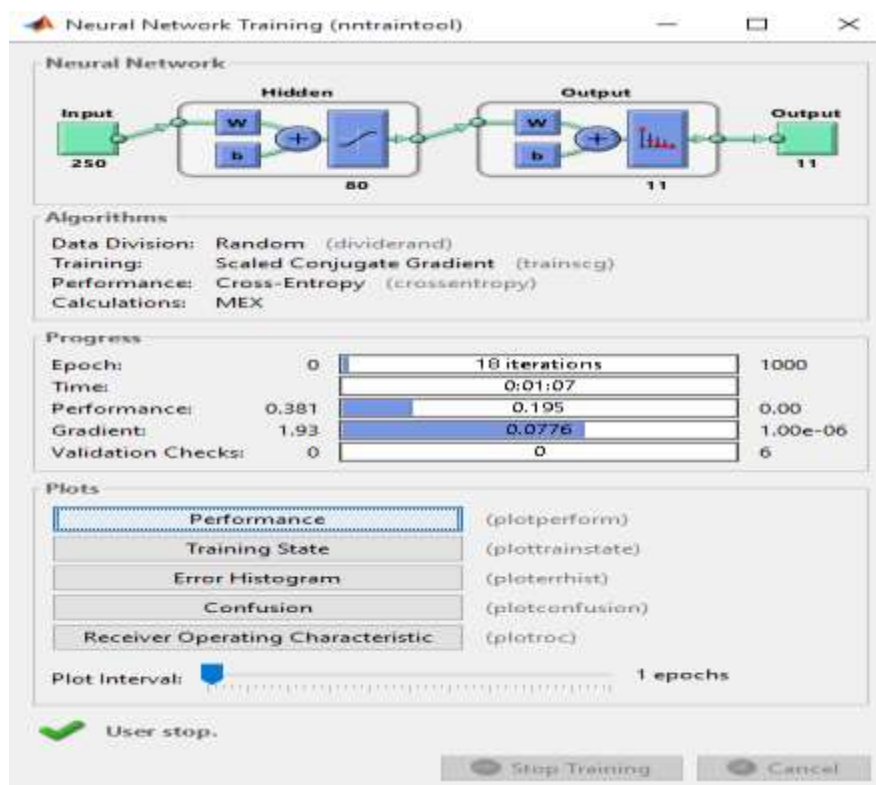 Neural Network Training (nntraintool)
Neural Network
Hidden
Output
Input
W
b
W
b
Output
250
80
11
11
Algorithms
Data Division: Random (dividerand)
Training: Scaled Conjugate Gradient (trainscg)
Performance: Cross-Entropy (crossentropy)
Calculations: MEX
Progress
Epoch: 0 18 iterations 1000
Time: 0:01:07
Performance: 0.381 0.195 0.00
Gradient: 1.93 0.0776 1.00e-06
Validation Checks: 0 0 6
Plots
Performance (plotperform)
Training State (plottrainstate)
Error Histogram (ploterrhist)
Confusion (plotconfusion)
Receiver Operating Characteristic (plotroc)
Plot Interval: 1 epochs
User stop.
Stop Training Cancel